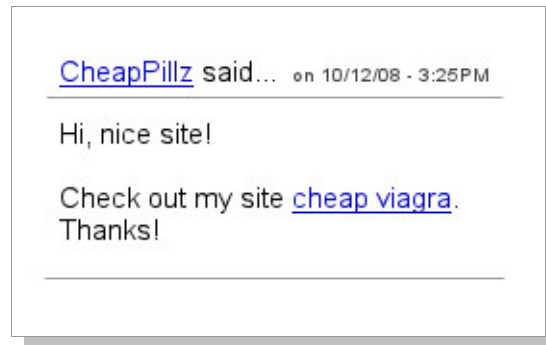 CheapPillz said... on 10/12/08 - 3:25PM
Hi, nice site!
Check out my site cheap viagra.
Thanks!